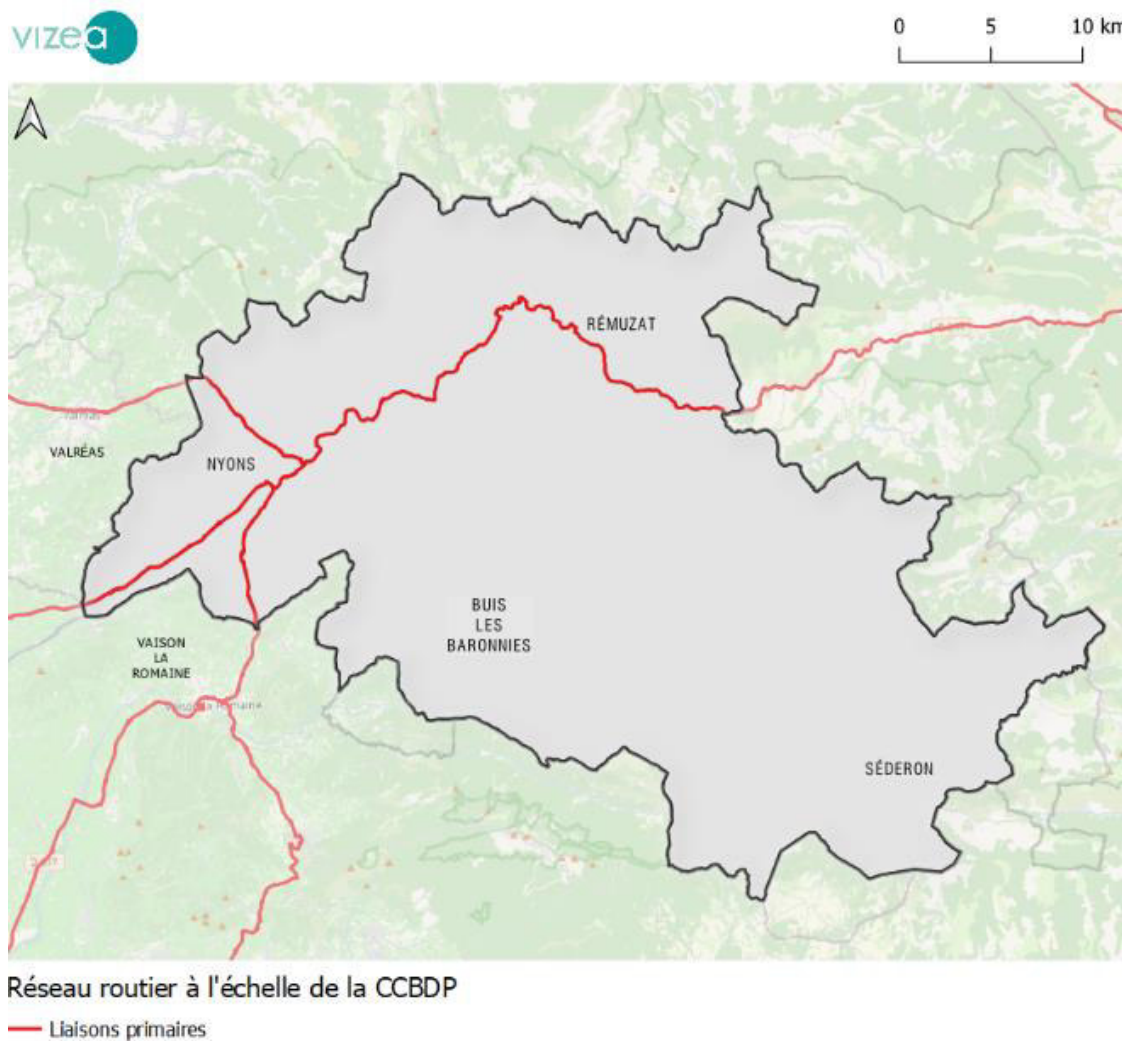 vizea
0 5 10 km
RÉMUZAT
VALRÉAS
NYONS
BUIS
LES
BARONNIES
VAISON
LA
ROMAINE
SÉDERON
Réseau routier à l'échelle de la CCBDP
Liaisons primaires